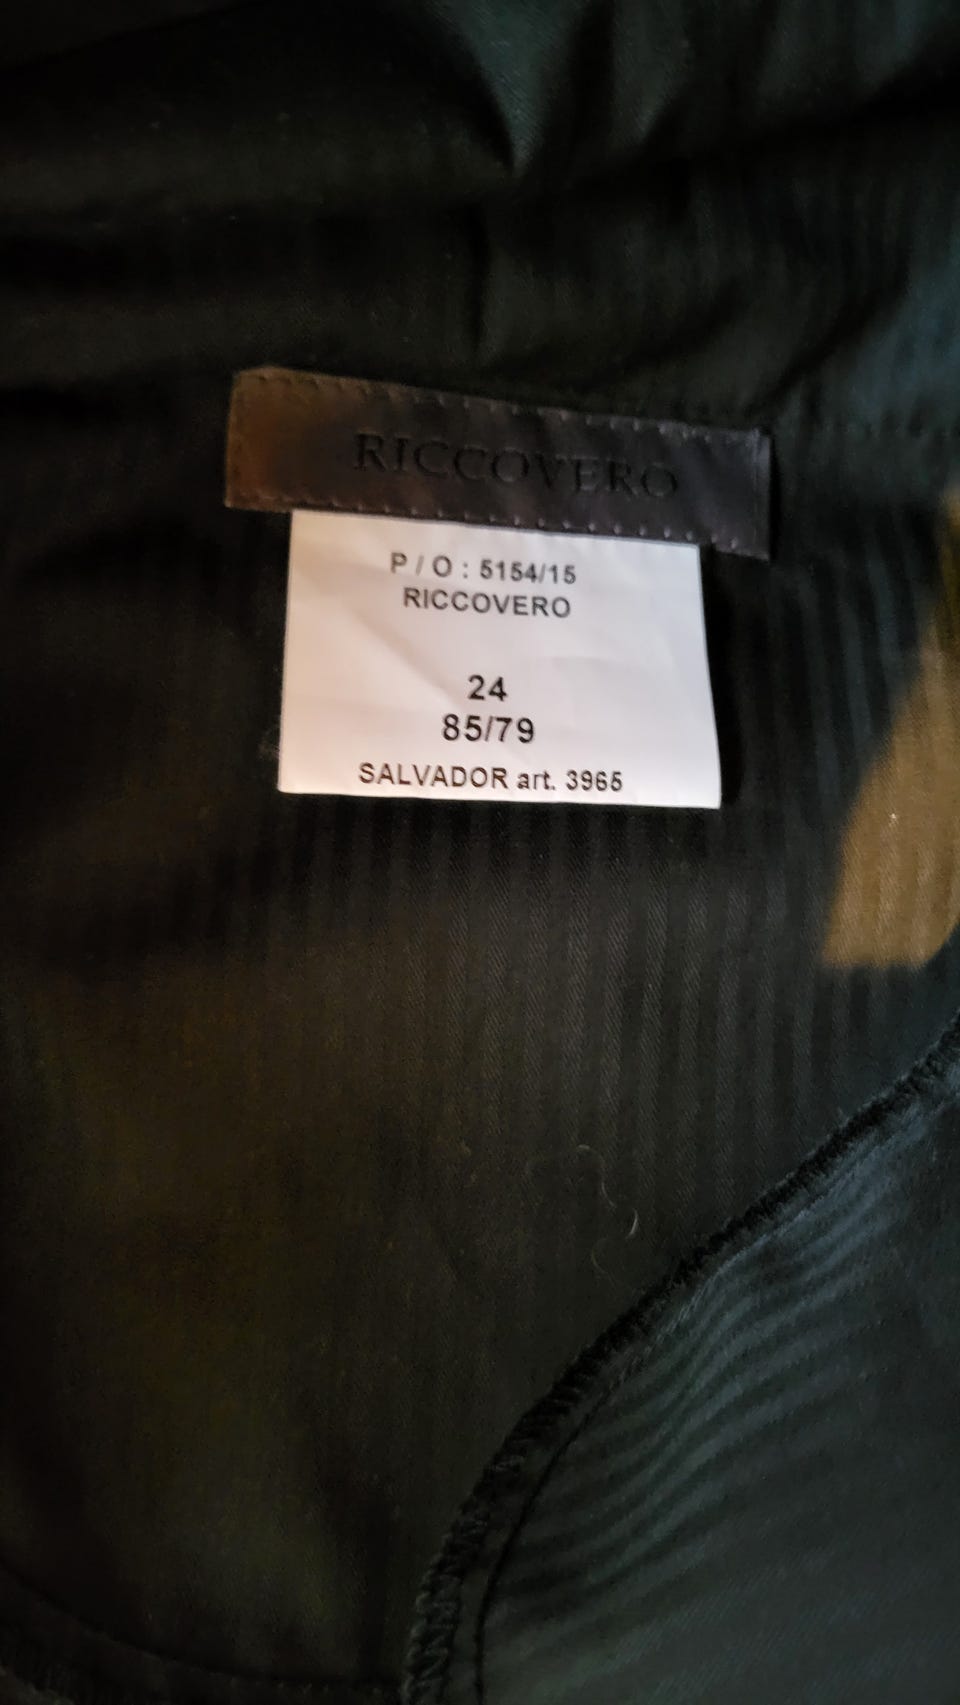 RICCOVERO
P / O : 5154/15
RICCOVERO
24
85/79
SALVADOR art. 3965